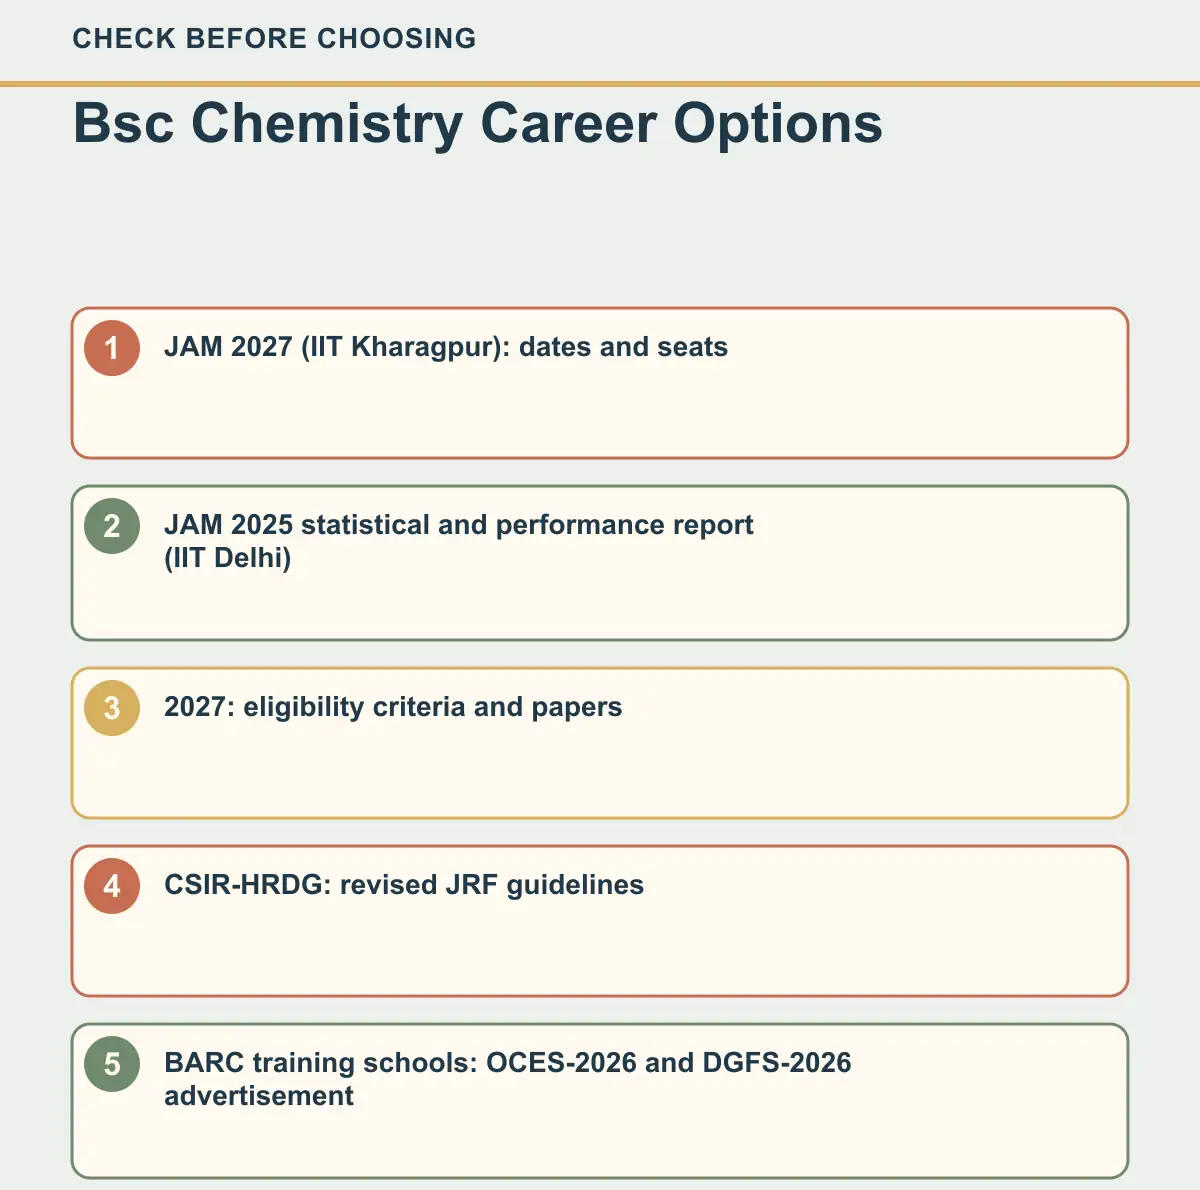 CHECK BEFORE CHOOSING
Bsc Chemistry Career Options
1
JAM 2027 (IIT Kharagpur): dates and seats
2
JAM 2025 statistical and performance report
(IIT Delhi)
3
2027: eligibility criteria and papers
4
CSIR-HRDG: revised JRF guidelines
5
BARC training schools: OCES-2026 and DGFS-2026
advertisement